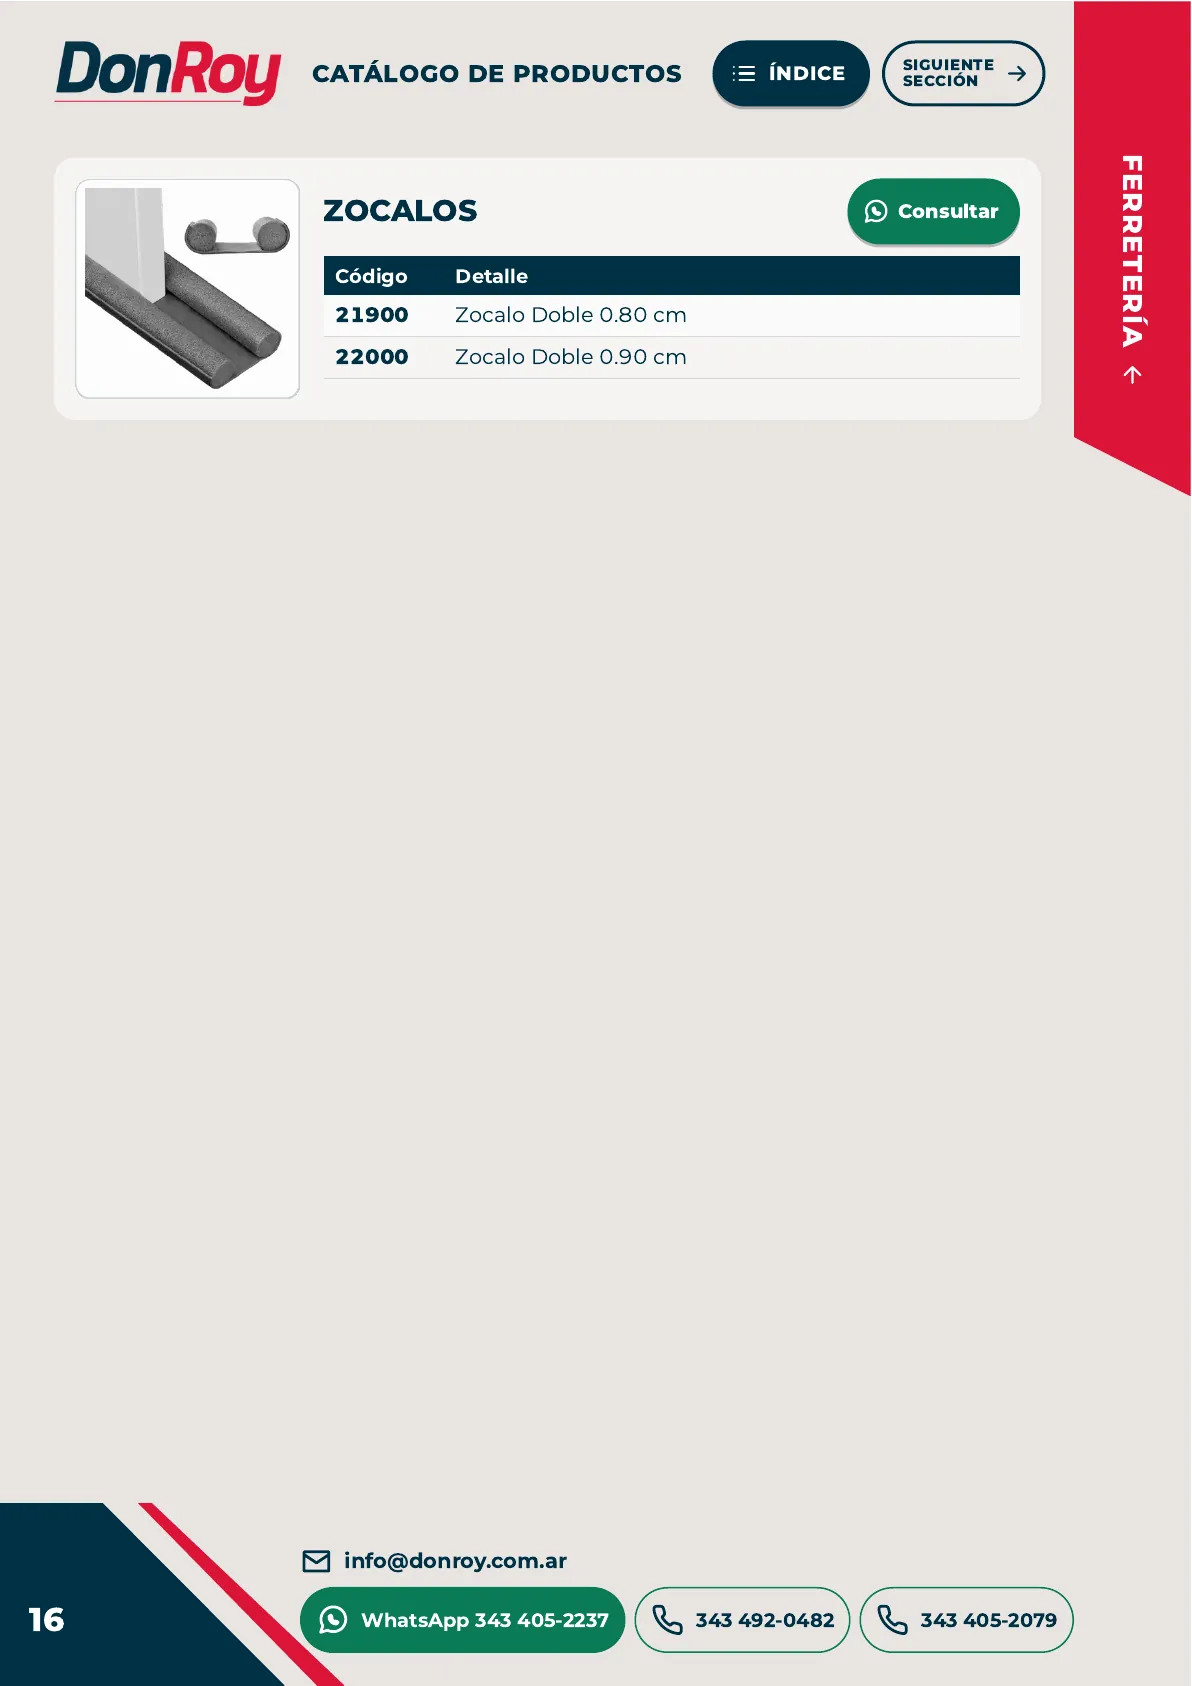 DonRoy
CATÁLOGO DE PRODUCTOS
ÍNDICE
SIGUIENTE
SECCIÓN
FERRETERÍA
ZOCALOS
Consultar
Código Detalle
21900 Zocalo Doble 0.80 cm
22000 Zocalo Doble 0.90 cm
info@donroy.com.ar
16
WhatsApp 343 405-2237
343 492-0482
343 405-2079